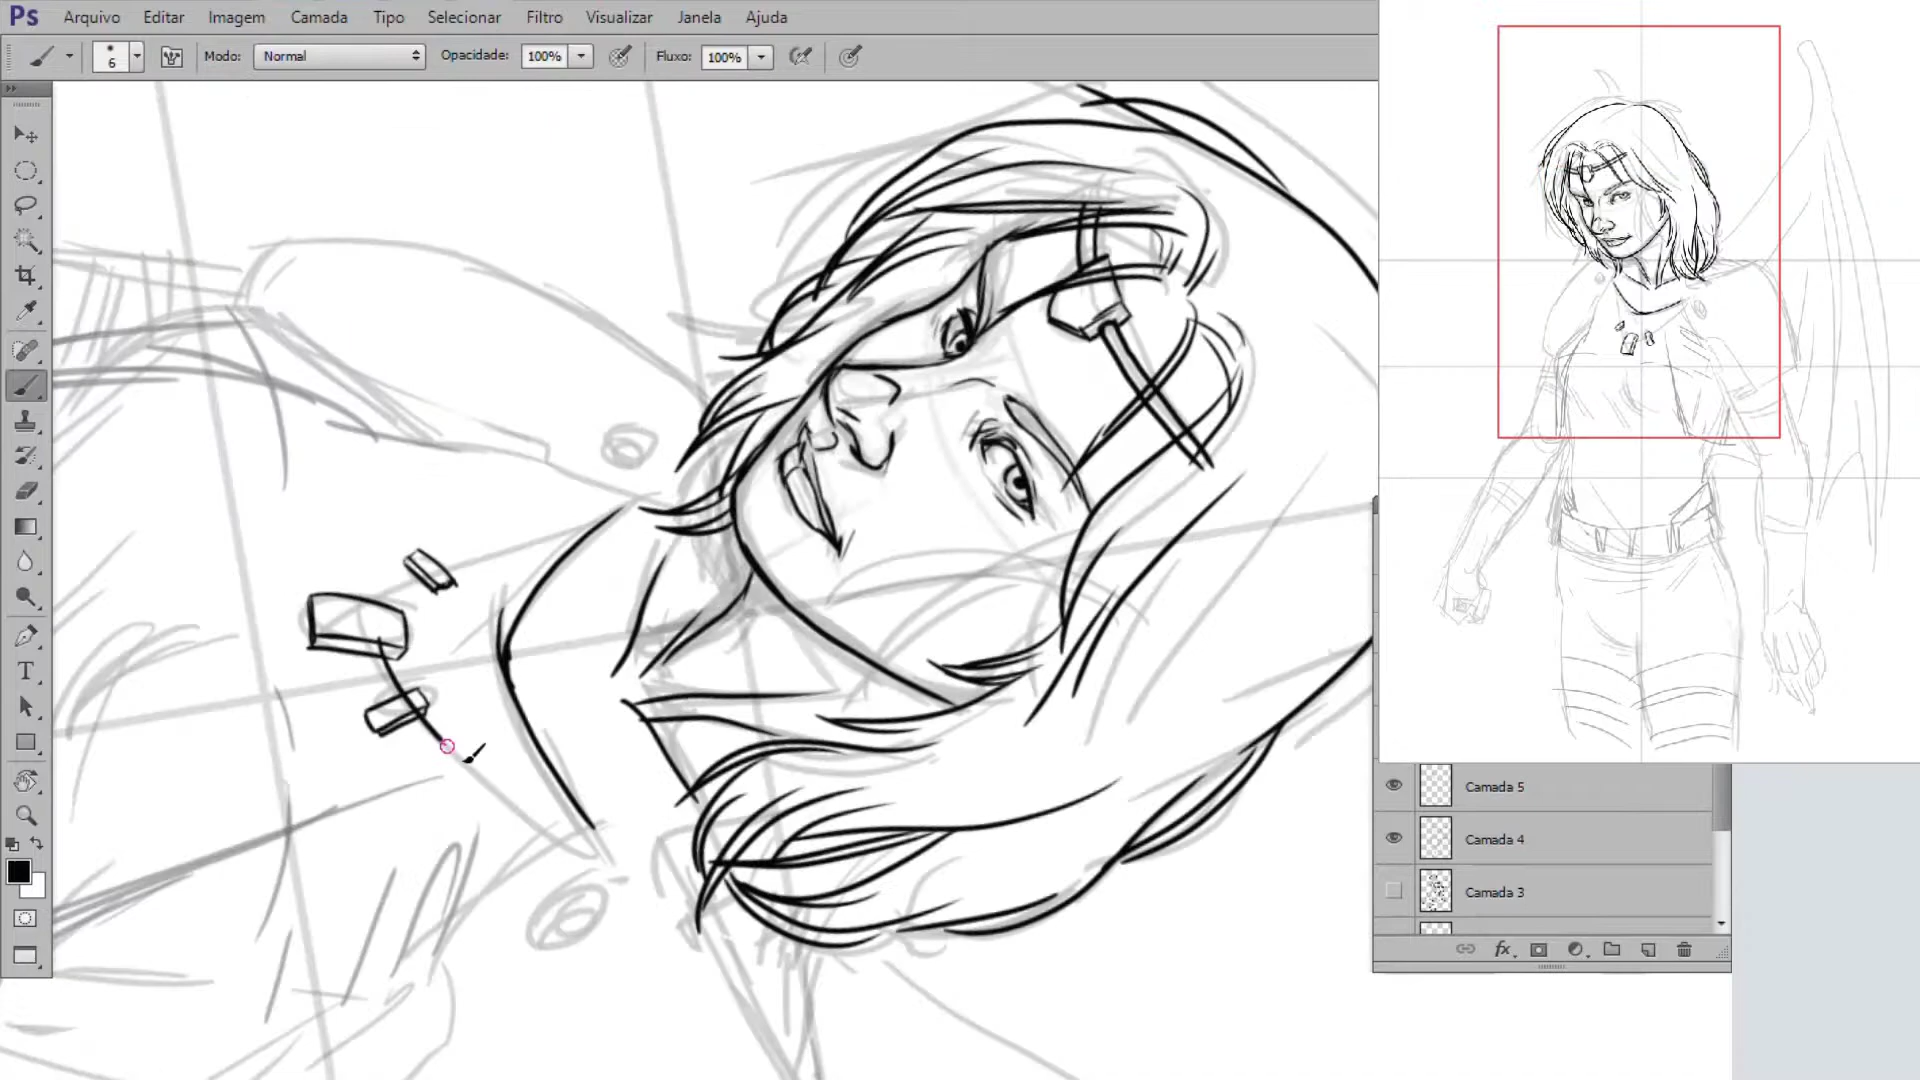 Ps Arquivo Editar Imagem Camada Tipo Selecionar Filtro Visualizar Janela Ajuda
6 Modo: Normal Opacidade: 100% Fluxo: 100%
T
Camada 5
Camada 4
Camada 3
fx